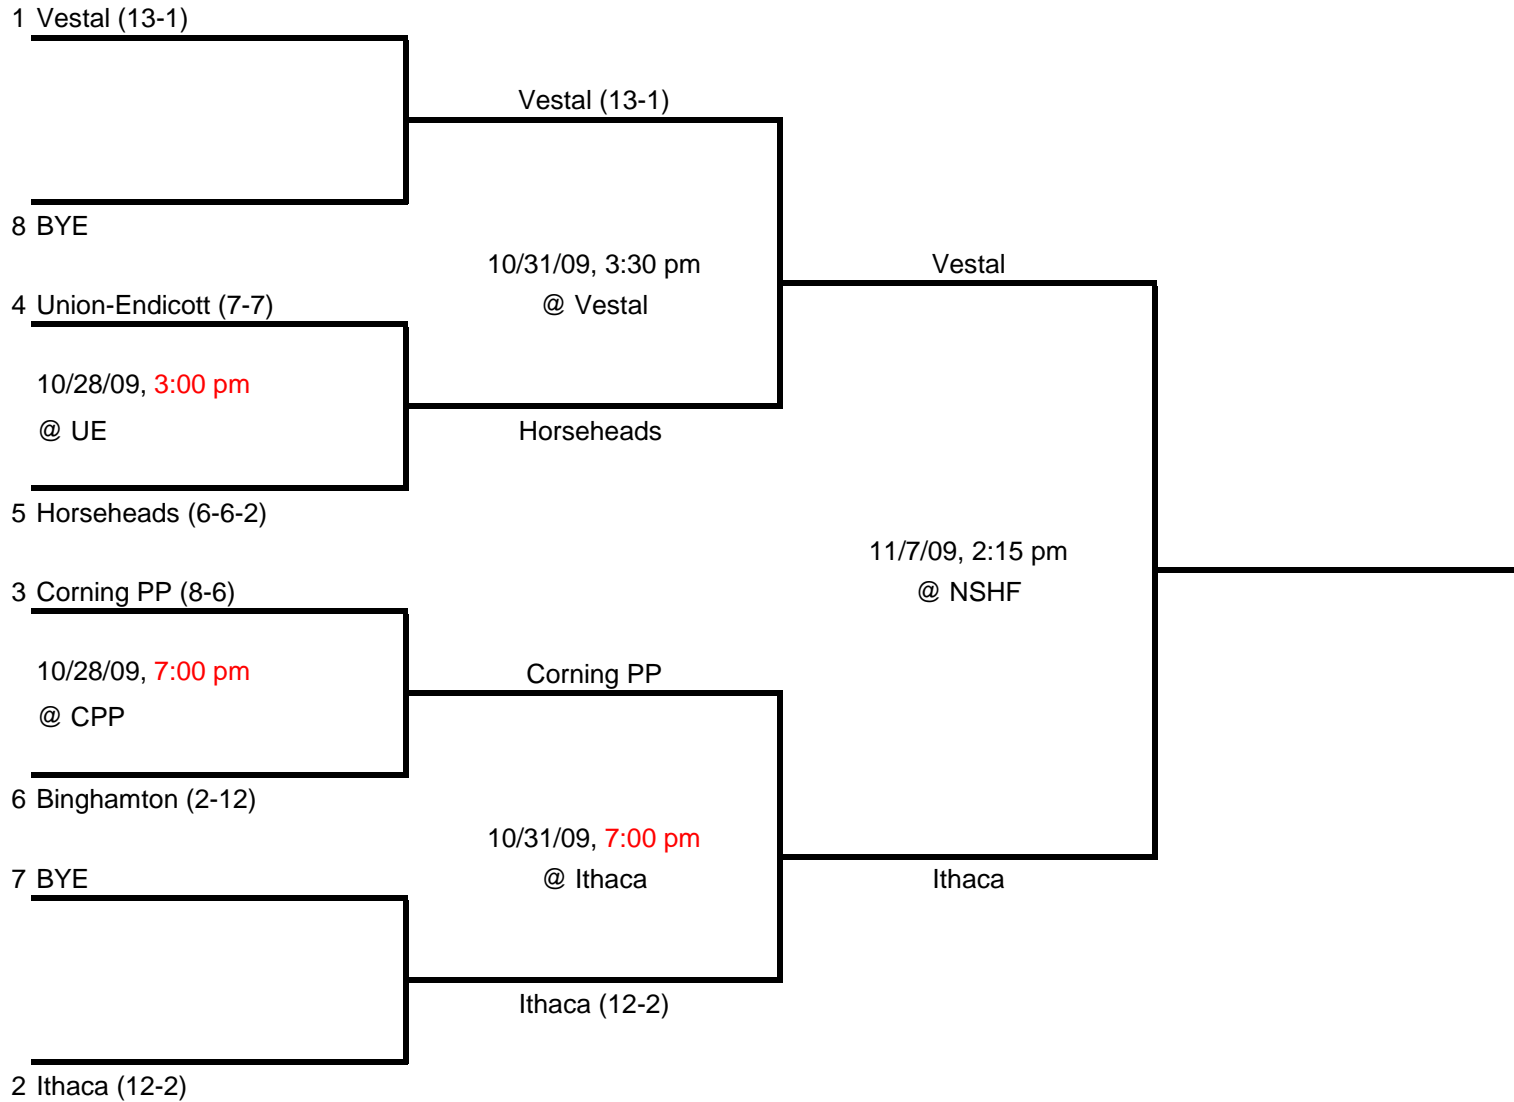 1 Vestal (13-1)
Vestal (13-1)
8 BYE
10/31/09, 3:30 pm
@ Vestal
Vestal
4 Union-Endicott (7-7)
10/28/09, 3:00 pm
@ UE
Horseheads
5 Horseheads (6-6-2)
11/7/09, 2:15 pm
@ NSHF
3 Corning PP (8-6)
10/28/09, 7:00 pm
@ CPP
Corning PP
6 Binghamton (2-12)
10/31/09, 7:00 pm
@ Ithaca
Ithaca
7 BYE
Ithaca (12-2)
2 Ithaca (12-2)